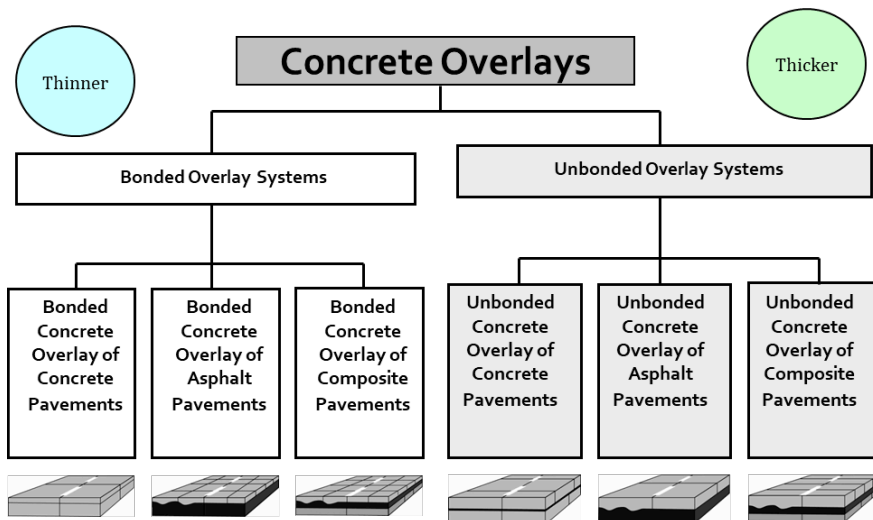 Thinner
Concrete Overlays
Thicker
Bonded Overlay Systems
Unbonded Overlay Systems
Bonded
Concrete
Overlay of
Concrete
Pavements
Bonded
Concrete
Overlay of
Asphalt
Pavements
Bonded
Concrete
Overlay of
Composite
Pavements
Unbonded
Concrete
Overlay of
Concrete
Pavements
Unbonded
Concrete
Overlay of
Asphalt
Pavements
Unbonded
Concrete
Overlay of
Composite
Pavements